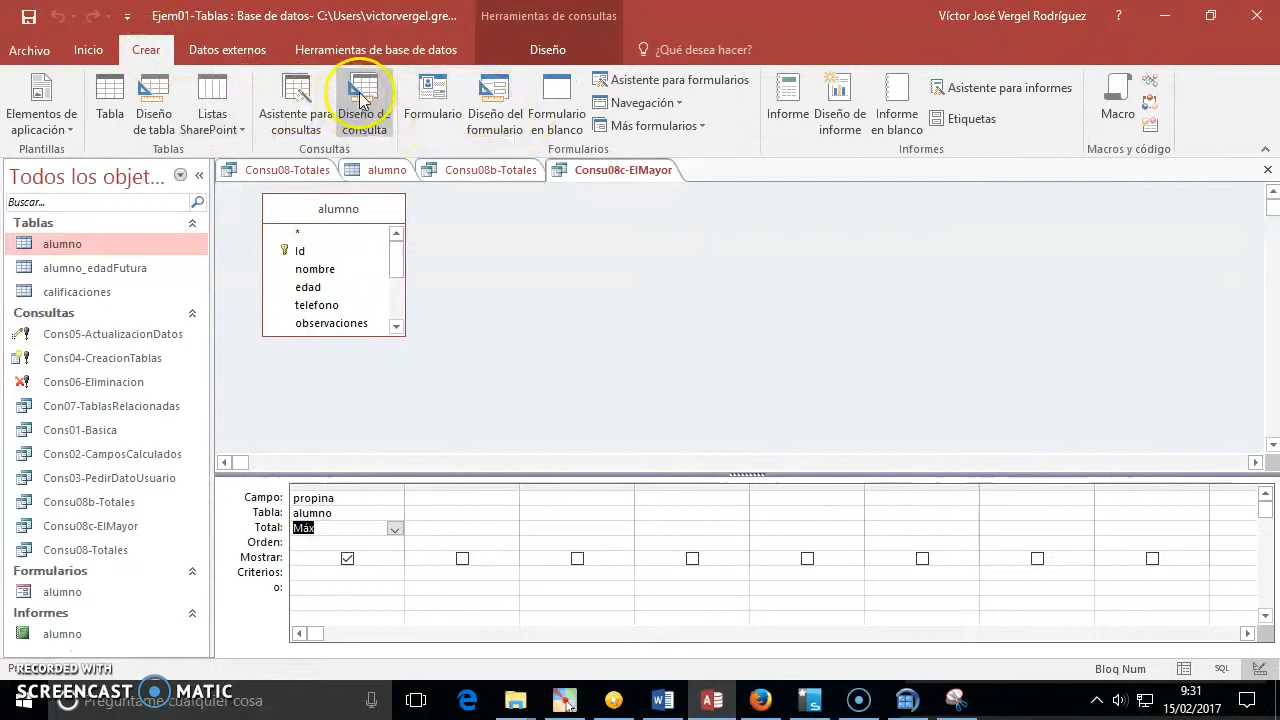 Ejem01-Tablas : Base de datos- C:\Users\victorvergel.gre...
Herramientas de consultas
Víctor José Vergel Rodríguez
?
Archivo
Inicio
Crear
Datos externos
Herramientas de base de datos
Diseño
¿Qué desea hacer?
Elementos de aplicación
Tabla
Diseño de tabla
Listas SharePoint
Asistente para consultas
Diseño de consulta
Formulario
Diseño del formulario
Formulario en blanco
Asistente para formularios
Navegación
Más formularios
Informe
Diseño de informe
Informe en blanco
Asistente para informes
Etiquetas
Macro
Plantillas
Tablas
Consultas
Formularios
Informes
Macros y código
Todos los objet...
Buscar...
Tablas
alumno
alumno_edadFutura
calificaciones
Consultas
Cons05-ActualizacionDatos
Cons04-CreacionTablas
Cons06-Eliminacion
Con07-TablasRelacionadas
Cons01-Basica
Cons02-CamposCalculados
Cons03-PedirDatoUsuario
Consu08b-Totales
Consu08c-ElMayor
Consu08-Totales
Formularios
alumno
Informes
alumno
Consu08-Totales
alumno
Consu08b-Totales
Consu08c-ElMayor
alumno
*
Id
nombre
edad
telefono
observaciones
Campo: propina
Tabla: alumno
Total: Máx
Orden:
Mostrar:
Criterios:
o:
Bloq Num
SQL
RECORDED WITH
SCREENCAST MATIC
Pregúntame cualquier cosa
9:31
15/02/2017